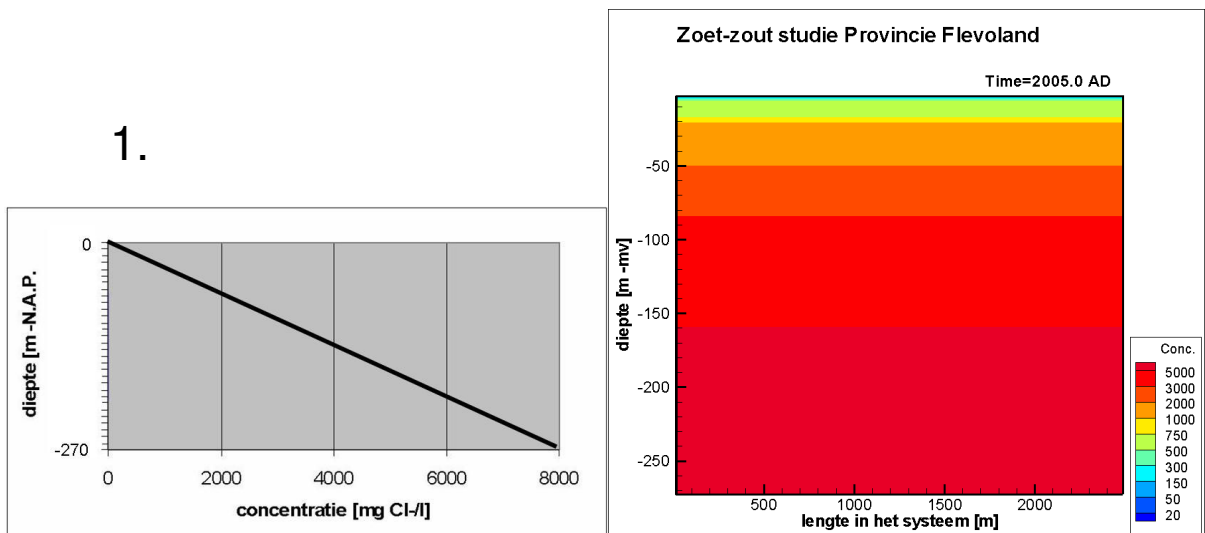 1.
0
-270
diepte [m -N.A.P.
0 2000 4000 6000 8000
concentratie [mg Cl-/l]
Zoet-zout studie Provincie Flevoland
Time=2005.0 AD
-50
-100
-150
-200
-250
diepte [m -mv]
500 1000 1500 2000
lengte in het systeem [m]
Conc.
5000
3000
2000
1000
750
500
300
150
50
20